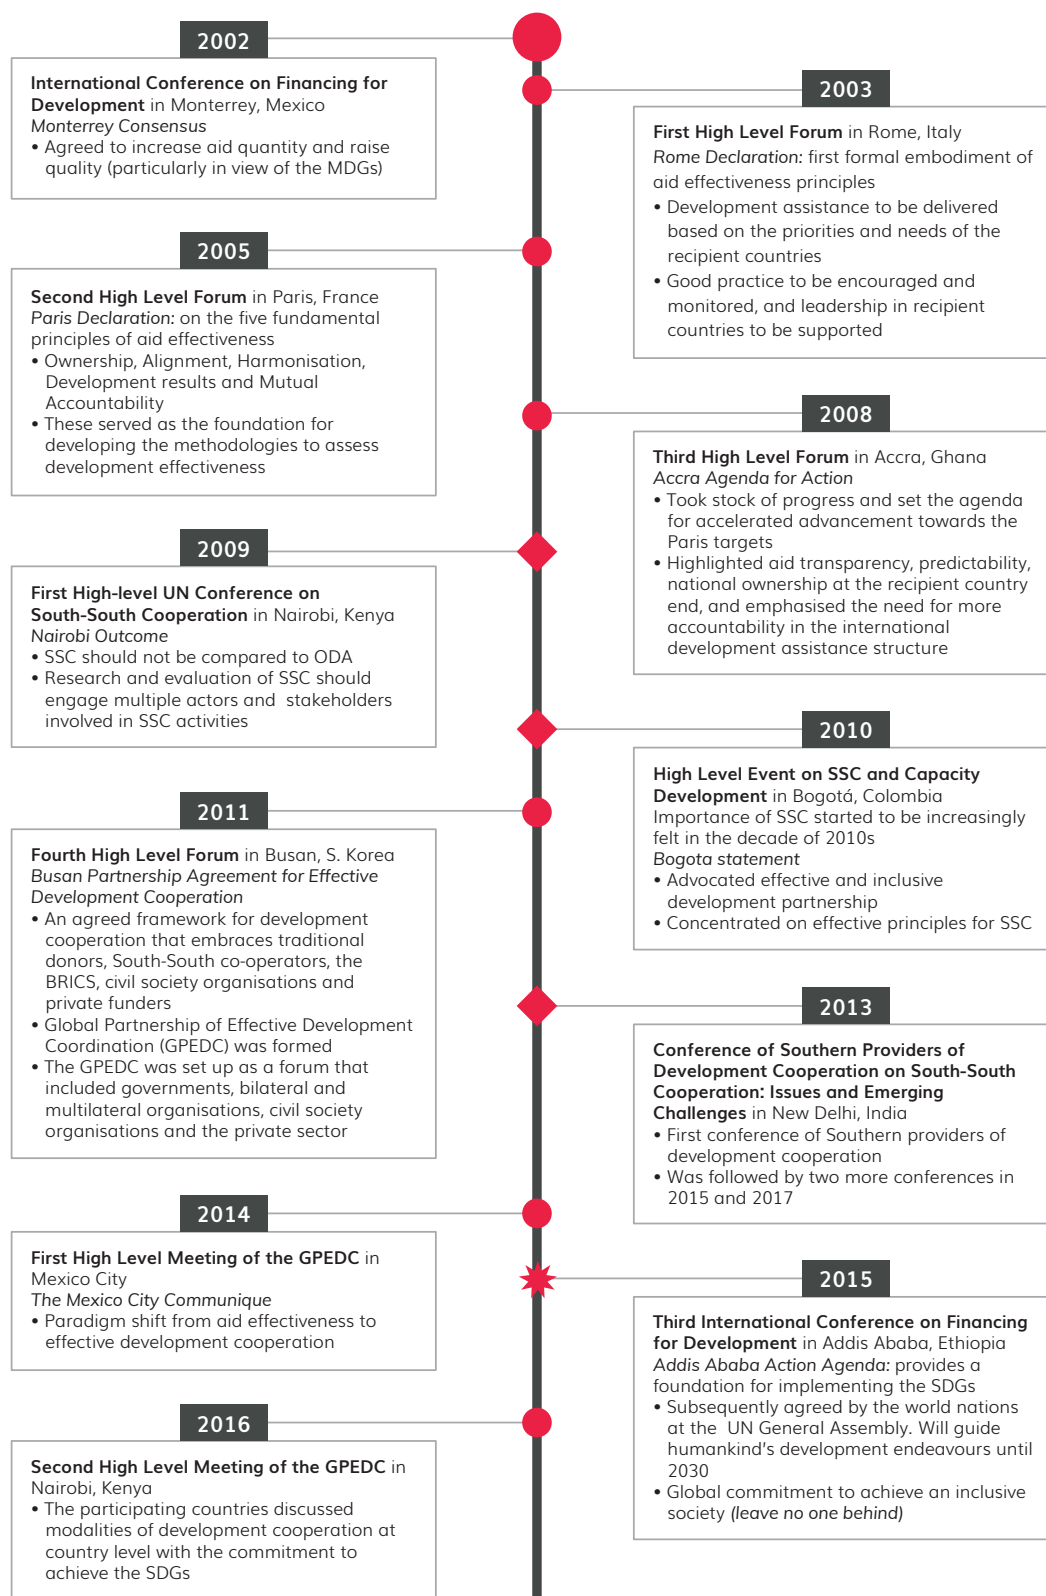 2002
International Conference on Financing for
Development in Monterrey, Mexico
Monterrey Consensus
• Agreed to increase aid quantity and raise
quality (particularly in view of the MDGs)
2003
First High Level Forum in Rome, Italy
Rome Declaration: first formal embodiment of
aid effectiveness principles
• Development assistance to be delivered
based on the priorities and needs of the
recipient countries
• Good practice to be encouraged and
monitored, and leadership in recipient
countries to be supported
2005
Second High Level Forum in Paris, France
Paris Declaration: on the five fundamental
principles of aid effectiveness
• Ownership, Alignment, Harmonisation,
Development results and Mutual
Accountability
• These served as the foundation for
developing the methodologies to assess
development effectiveness
2008
Third High Level Forum in Accra, Ghana
Accra Agenda for Action
• Took stock of progress and set the agenda
for accelerated advancement towards the
Paris targets
• Highlighted aid transparency, predictability,
national ownership at the recipient country
end, and emphasised the need for more
accountability in the international
development assistance structure
2009
First High-level UN Conference on
South-South Cooperation in Nairobi, Kenya
Nairobi Outcome
• SSC should not be compared to ODA
• Research and evaluation of SSC should
engage multiple actors and stakeholders
involved in SSC activities
2010
High Level Event on SSC and Capacity
Development in Bogotá, Colombia
Importance of SSC started to be increasingly
felt in the decade of 2010s
Bogota statement
• Advocated effective and inclusive
development partnership
• Concentrated on effective principles for SSC
2011
Fourth High Level Forum in Busan, S. Korea
Busan Partnership Agreement for Effective
Development Cooperation
• An agreed framework for development
cooperation that embraces traditional
donors, South-South co-operators, the
BRICS, civil society organisations and
private funders
• Global Partnership of Effective Development
Coordination (GPEDC) was formed
• The GPEDC was set up as a forum that
included governments, bilateral and
multilateral organisations, civil society
organisations and the private sector
2013
Conference of Southern Providers of
Development Cooperation on South-South
Cooperation: Issues and Emerging
Challenges in New Delhi, India
• First conference of Southern providers of
development cooperation
• Was followed by two more conferences in
2015 and 2017
2014
First High Level Meeting of the GPEDC in
Mexico City
The Mexico City Communique
• Paradigm shift from aid effectiveness to
effective development cooperation
2015
Third International Conference on Financing
for Development in Addis Ababa, Ethiopia
Addis Ababa Action Agenda: provides a
foundation for implementing the SDGs
• Subsequently agreed by the world nations
at the UN General Assembly. Will guide
humankind's development endeavours until
2030
• Global commitment to achieve an inclusive
society (leave no one behind)
2016
Second High Level Meeting of the GPEDC in
Nairobi, Kenya
• The participating countries discussed
modalities of development cooperation at
country level with the commitment to
achieve the SDGs